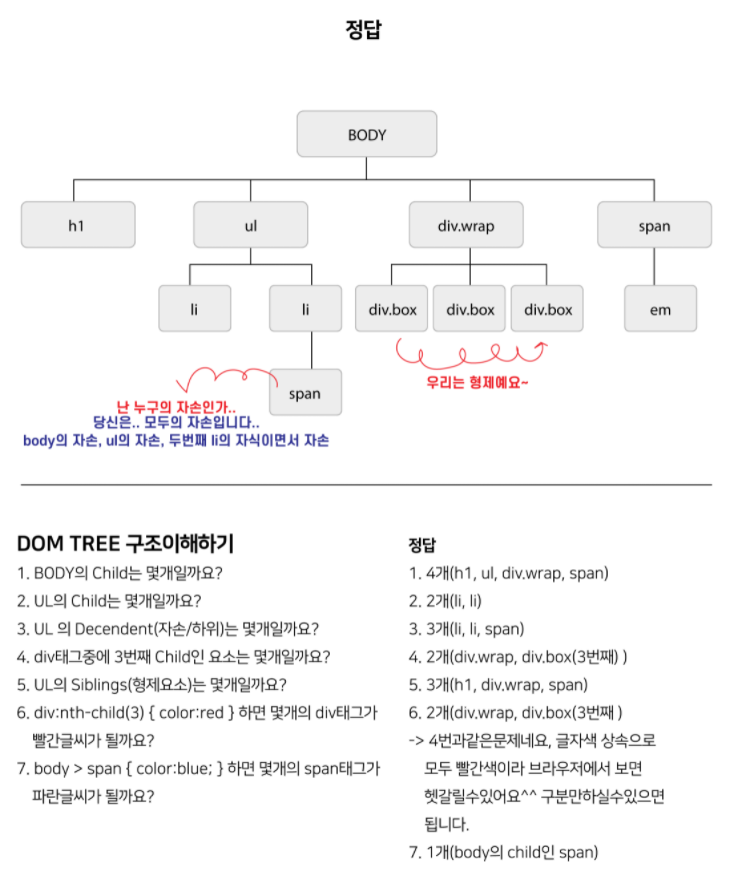 정답
BODY
h1
ul
div.wrap
span
li
li
div.box
div.box
div.box
em
span
우리는 형제예요~
난 누구의 자손인가..
당신은.. 모두의 자손입니다..
body의 자손, ul의 자손, 두번째 li의 자식이면서 자손
DOM TREE 구조이해하기
1. BODY의 Child는 몇개일까요?
2. UL의 Child는 몇개일까요?
3. UL 의 Decendent(자손/하위)는 몇개일까요?
4. div태그중에 3번째 Child인 요소는 몇개일까요?
5. UL의 Siblings(형제요소)는 몇개일까요?
6. div:nth-child(3) { color:red } 하면 몇개의 div태그가
빨간글씨가 될까요?
7. body > span { color:blue; } 하면 몇개의 span태그가
파란글씨가 될까요?
정답
1. 4개(h1, ul, div.wrap, span)
2. 2개(li, li)
3. 3개(li, li, span)
4. 2개(div.wrap, div.box(3번째) )
5. 3개(h1, div.wrap, span)
6. 2개(div.wrap, div.box(3번째 )
-> 4번과같은문제네요, 글자색 상속으로
모두 빨간색이라 브라우저에서 보면
헷갈릴수있어요^^ 구분만하실수있으면
됩니다.
7. 1개(body의 child인 span)